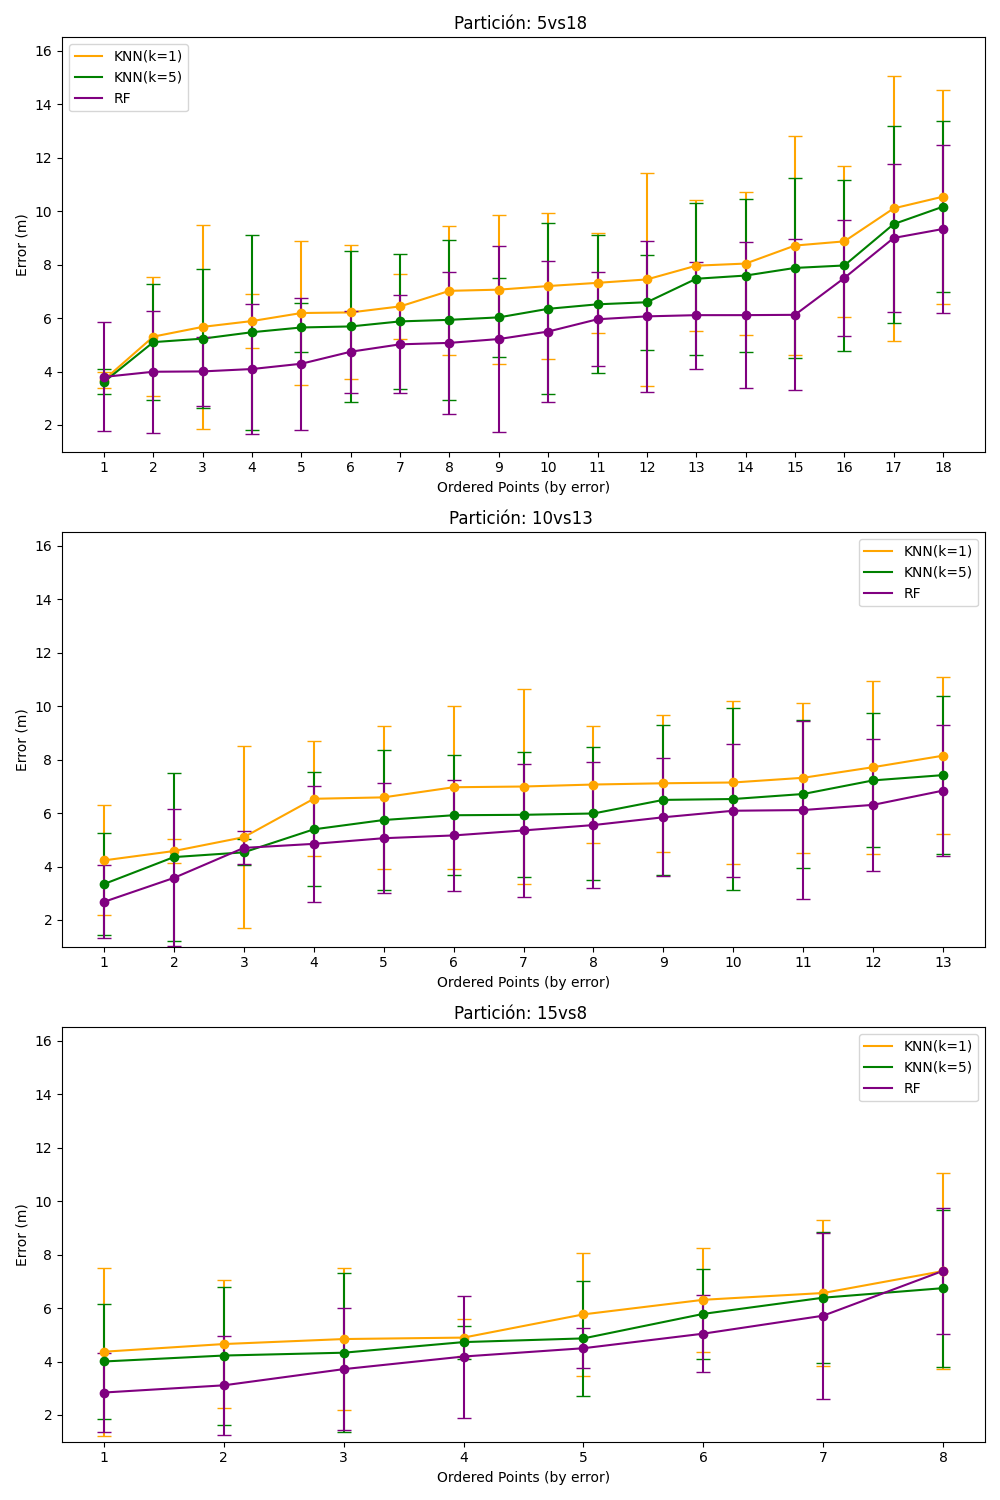 Partición: 5vs18
16
14
12
10
8
6
4
2
Error (m)
KNN(k=1)
KNN(k=5)
RF
1 2 3 4 5 6 7 8 9 10 11 12 13 14 15 16 17 18
Ordered Points (by error)
Partición: 10vs13
16
14
12
10
8
6
4
2
Error (m)
KNN(k=1)
KNN(k=5)
RF
1 2 3 4 5 6 7 8 9 10 11 12 13
Ordered Points (by error)
Partición: 15vs8
16
14
12
10
8
6
4
2
Error (m)
KNN(k=1)
KNN(k=5)
RF
1 2 3 4 5 6 7 8
Ordered Points (by error)